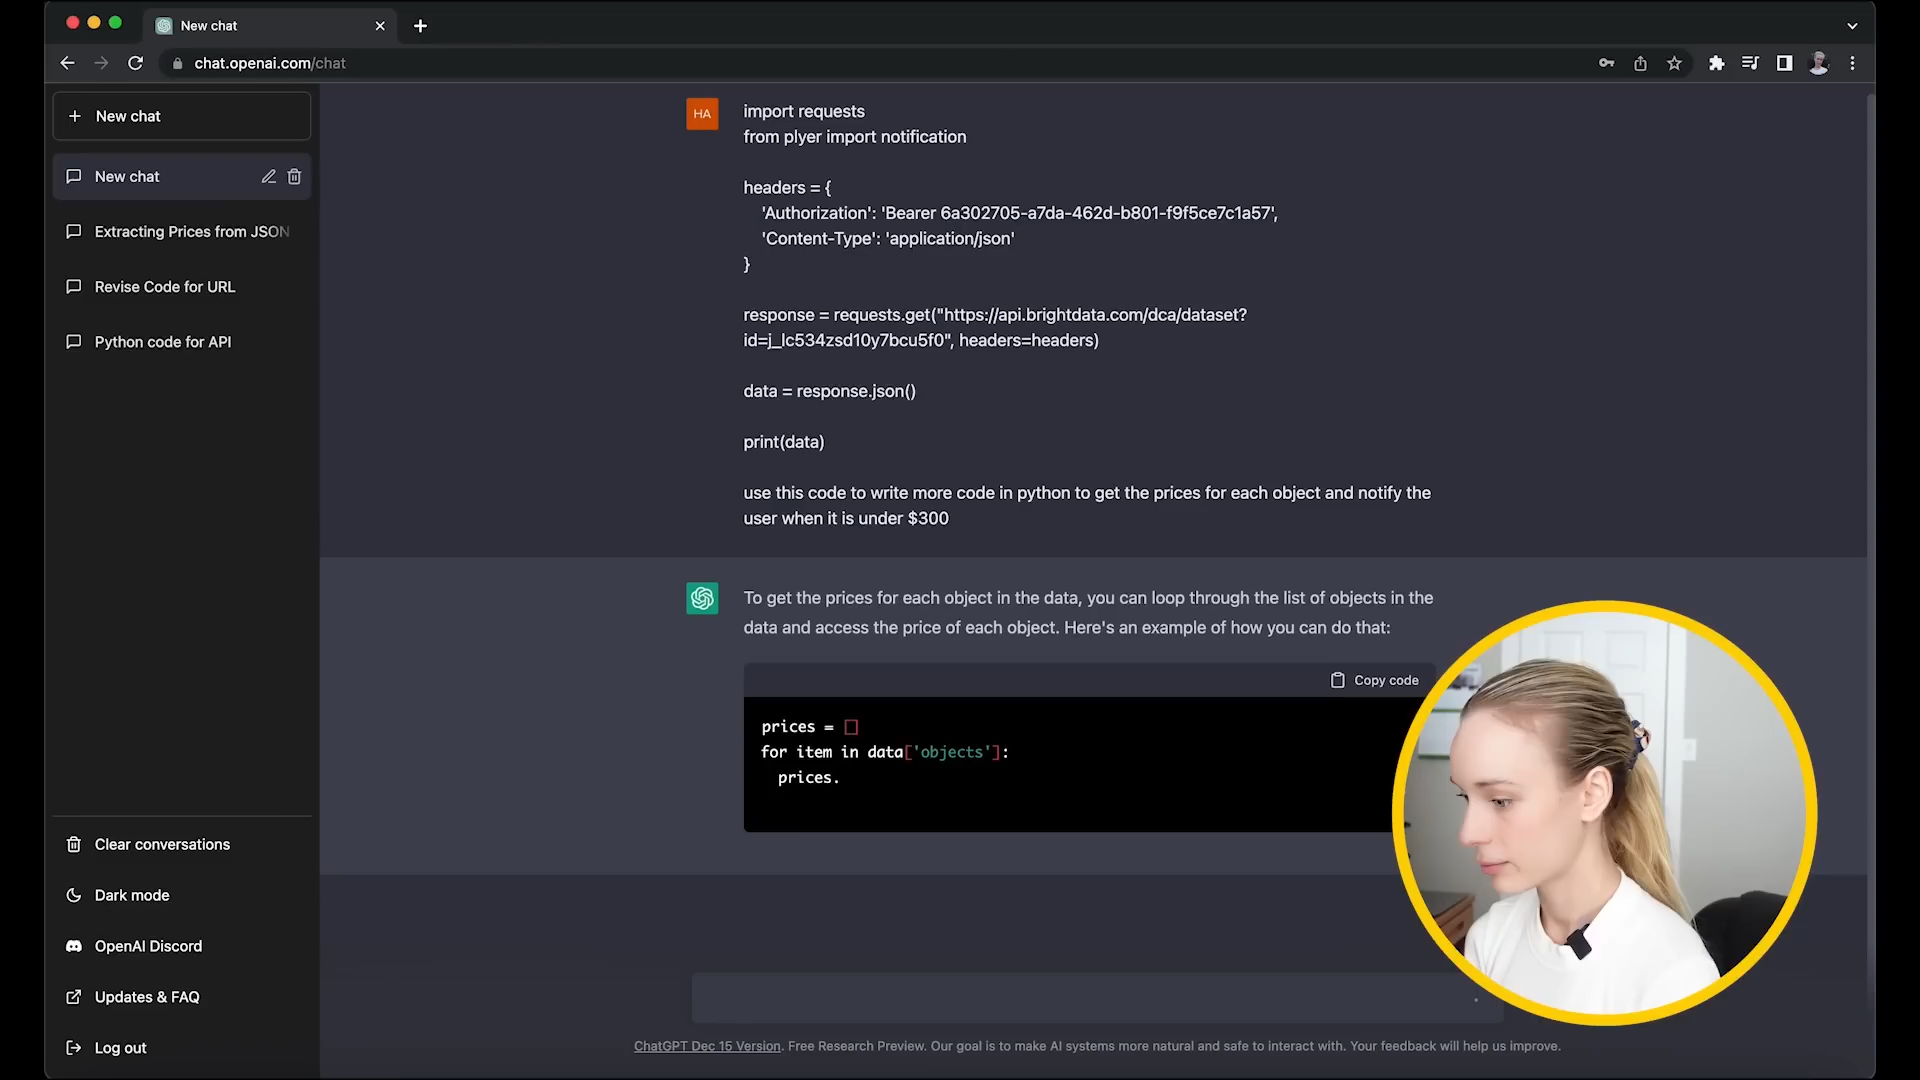 New chat
chat.openai.com/chat
New chat
New chat
Extracting Prices from JSON
Revise Code for URL
Python code for API
Clear conversations
Dark mode
OpenAI Discord
Updates & FAQ
Log out
HA
import requests
from plyer import notification
headers = {
'Authorization': 'Bearer 6a302705-a7da-462d-b801-f9f5ce7c1a57',
'Content-Type': 'application/json'
}
response = requests.get("https://api.brightdata.com/dca/dataset?
id=j_lc534zsd10y7bcu5f0", headers=headers)
data = response.json()
print(data)
use this code to write more code in python to get the prices for each object and notify the
user when it is under $300
To get the prices for each object in the data, you can loop through the list of objects in the
data and access the price of each object. Here's an example of how you can do that:
Copy code
prices = []
for item in data['objects']:
prices.
ChatGPT Dec 15 Version. Free Research Preview. Our goal is to make AI systems more natural and safe to interact with. Your feedback will help us improve.